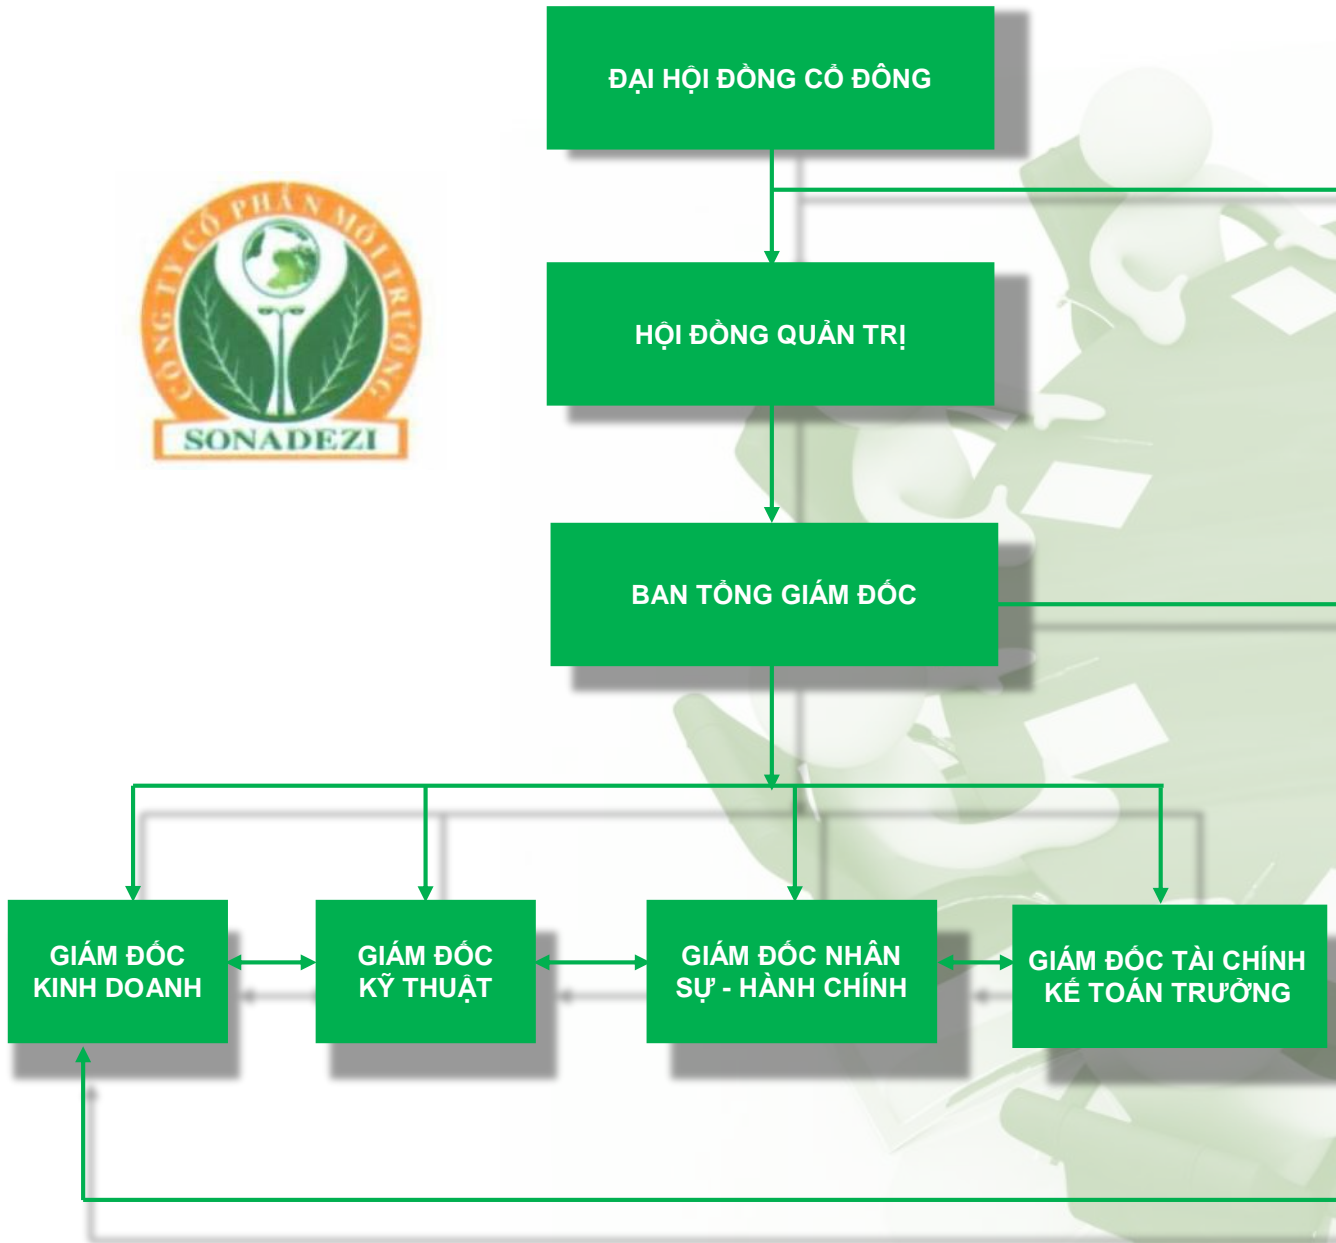 ĐẠI HỘI ĐỒNG CỔ ĐÔNG
CÔNG TY CỔ PHẦN MÔI TRƯỜNG
SONADEZI
HỘI ĐỒNG QUẢN TRỊ
BAN TỔNG GIÁM ĐỐC
GIÁM ĐỐC
KINH DOANH
GIÁM ĐỐC
KỸ THUẬT
GIÁM ĐỐC NHÂN
SỰ - HÀNH CHÍNH
GIÁM ĐỐC TÀI CHÍNH
KẾ TOÁN TRƯỞNG